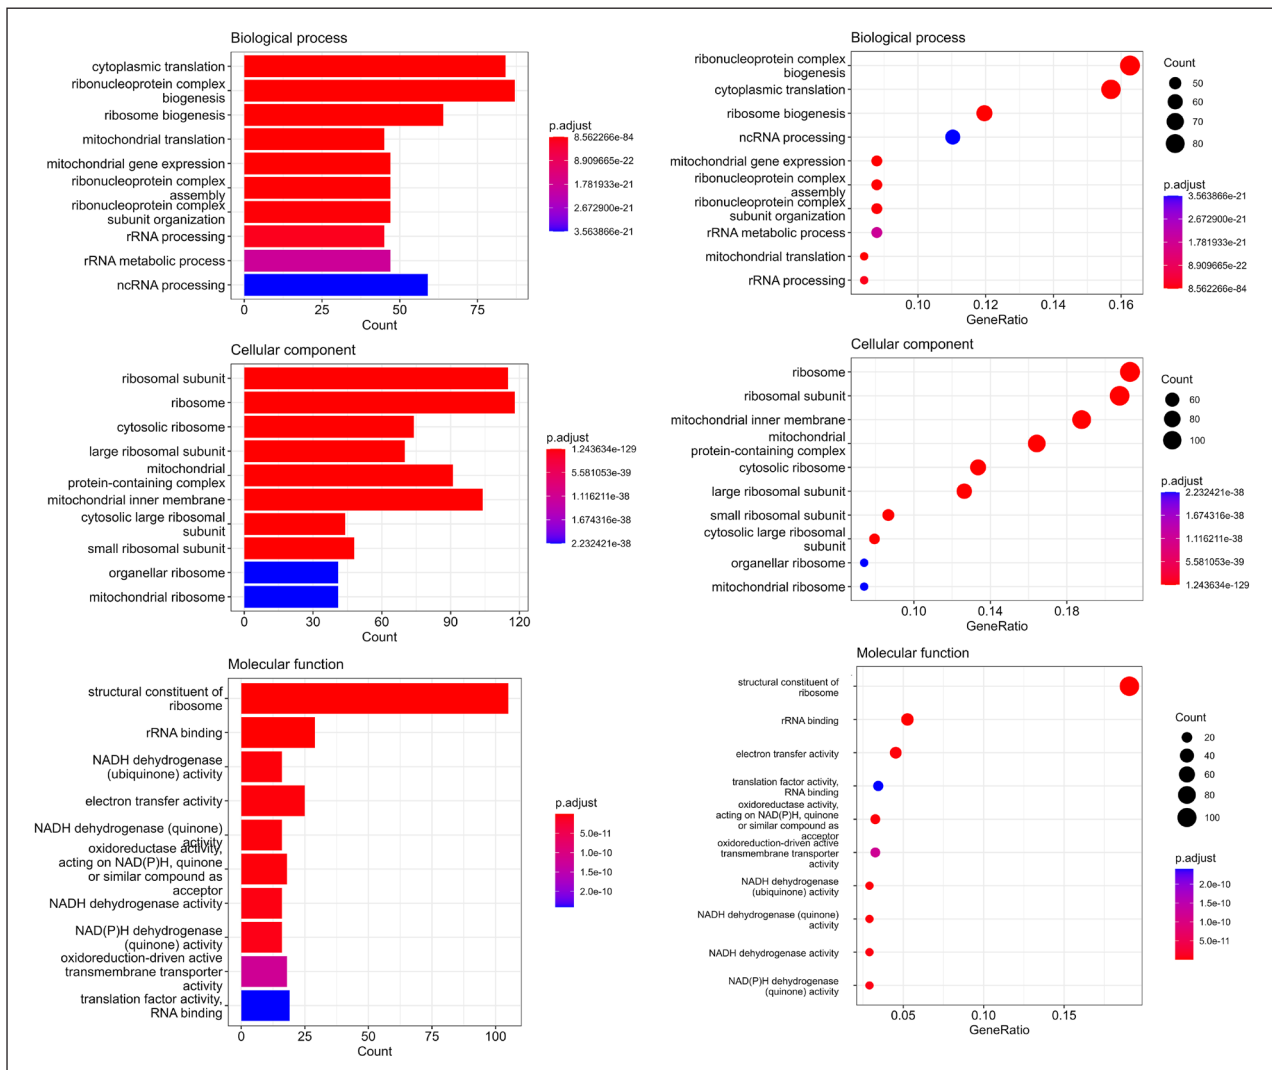 Biological process
cytoplasmic translation
ribonucleoprotein complex
biogenesis
ribosome biogenesis
mitochondrial translation
mitochondrial gene expression
ribonucleoprotein complex
assembly
ribonucleoprotein complex
subunit organization
rRNA processing
rRNA metabolic process
ncRNA processing
0 25 50 75
Count
p.adjust
8.562266e-84
8.909665e-22
1.781933e-21
2.672900e-21
3.563866e-21
Biological process
ribonucleoprotein complex
biogenesis
cytoplasmic translation
ribosome biogenesis
ncRNA processing
mitochondrial gene expression
ribonucleoprotein complex
assembly
ribonucleoprotein complex
subunit organization
rRNA metabolic process
mitochondrial translation
rRNA processing
0.10 0.12 0.14 0.16
GeneRatio
Count
50
60
70
80
p.adjust
3.563866e-21
2.672900e-21
1.781933e-21
8.909665e-22
8.562266e-84
Cellular component
ribosomal subunit
ribosome
cytosolic ribosome
large ribosomal subunit
mitochondrial
protein-containing complex
mitochondrial inner membrane
cytosolic large ribosomal
subunit
small ribosomal subunit
organellar ribosome
mitochondrial ribosome
0 30 60 90 120
Count
p.adjust
1.243634e-129
5.581053e-39
1.116211e-38
1.674316e-38
2.232421e-38
Cellular component
ribosome
ribosomal subunit
mitochondrial inner membrane
mitochondrial
protein-containing complex
cytosolic ribosome
large ribosomal subunit
small ribosomal subunit
cytosolic large ribosomal
subunit
organellar ribosome
mitochondrial ribosome
0.10 0.14 0.18
GeneRatio
Count
60
80
100
p.adjust
2.232421e-38
1.674316e-38
1.116211e-38
5.581053e-39
1.243634e-129
Molecular function
structural constituent of
ribosome
rRNA binding
NADH dehydrogenase
(ubiquinone) activity
electron transfer activity
NADH dehydrogenase (quinone)
activity
oxidoreductase activity,
acting on NAD(P)H, quinone
or similar compound as
acceptor
NADH dehydrogenase activity
NAD(P)H dehydrogenase
(quinone) activity
oxidoreduction-driven active
transmembrane transporter
activity
translation factor activity,
RNA binding
0 25 50 75 100
Count
p.adjust
5.0e-11
1.0e-10
1.5e-10
2.0e-10
Molecular function
structural constituent of
ribosome
rRNA binding
electron transfer activity
translation factor activity,
RNA binding
oxidoreductase activity,
acting on NAD(P)H, quinone
or similar compound as
acceptor
oxidoreduction-driven active
transmembrane transporter
activity
NADH dehydrogenase
(ubiquinone) activity
NADH dehydrogenase (quinone)
activity
NADH dehydrogenase activity
NAD(P)H dehydrogenase
(quinone) activity
0.05 0.10 0.15
GeneRatio
Count
20
40
60
80
100
p.adjust
2.0e-10
1.5e-10
1.0e-10
5.0e-11